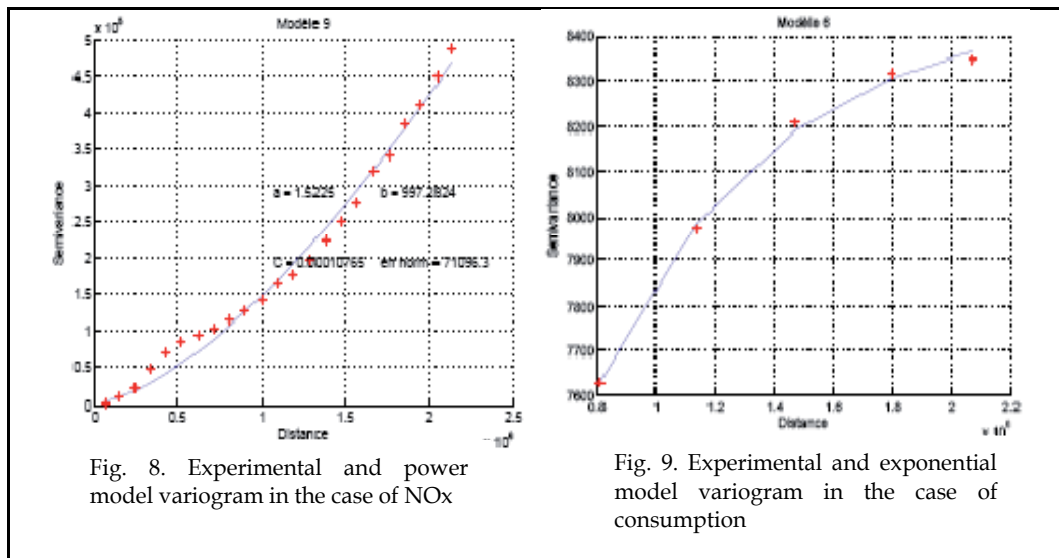 Modèle 9
× 10⁵
5
4.5
4
3.5
3
2.5
2
1.5
1
0.5
0
Semivariance
a = 1.5225 b = 997.2824
C = 0.00010765 err norm = 71096.3
0 0.5 1 1.5 2 2.5
Distance
Fig. 8. Experimental and power
model variogram in the case of NOx
Modèle 6
8400
8300
8200
8100
8000
7900
7800
7700
7600
Semivariance
0.8 1 1.2 1.4 1.6 1.8 2 2.2
Distance
Fig. 9. Experimental and exponential
model variogram in the case of
consumption